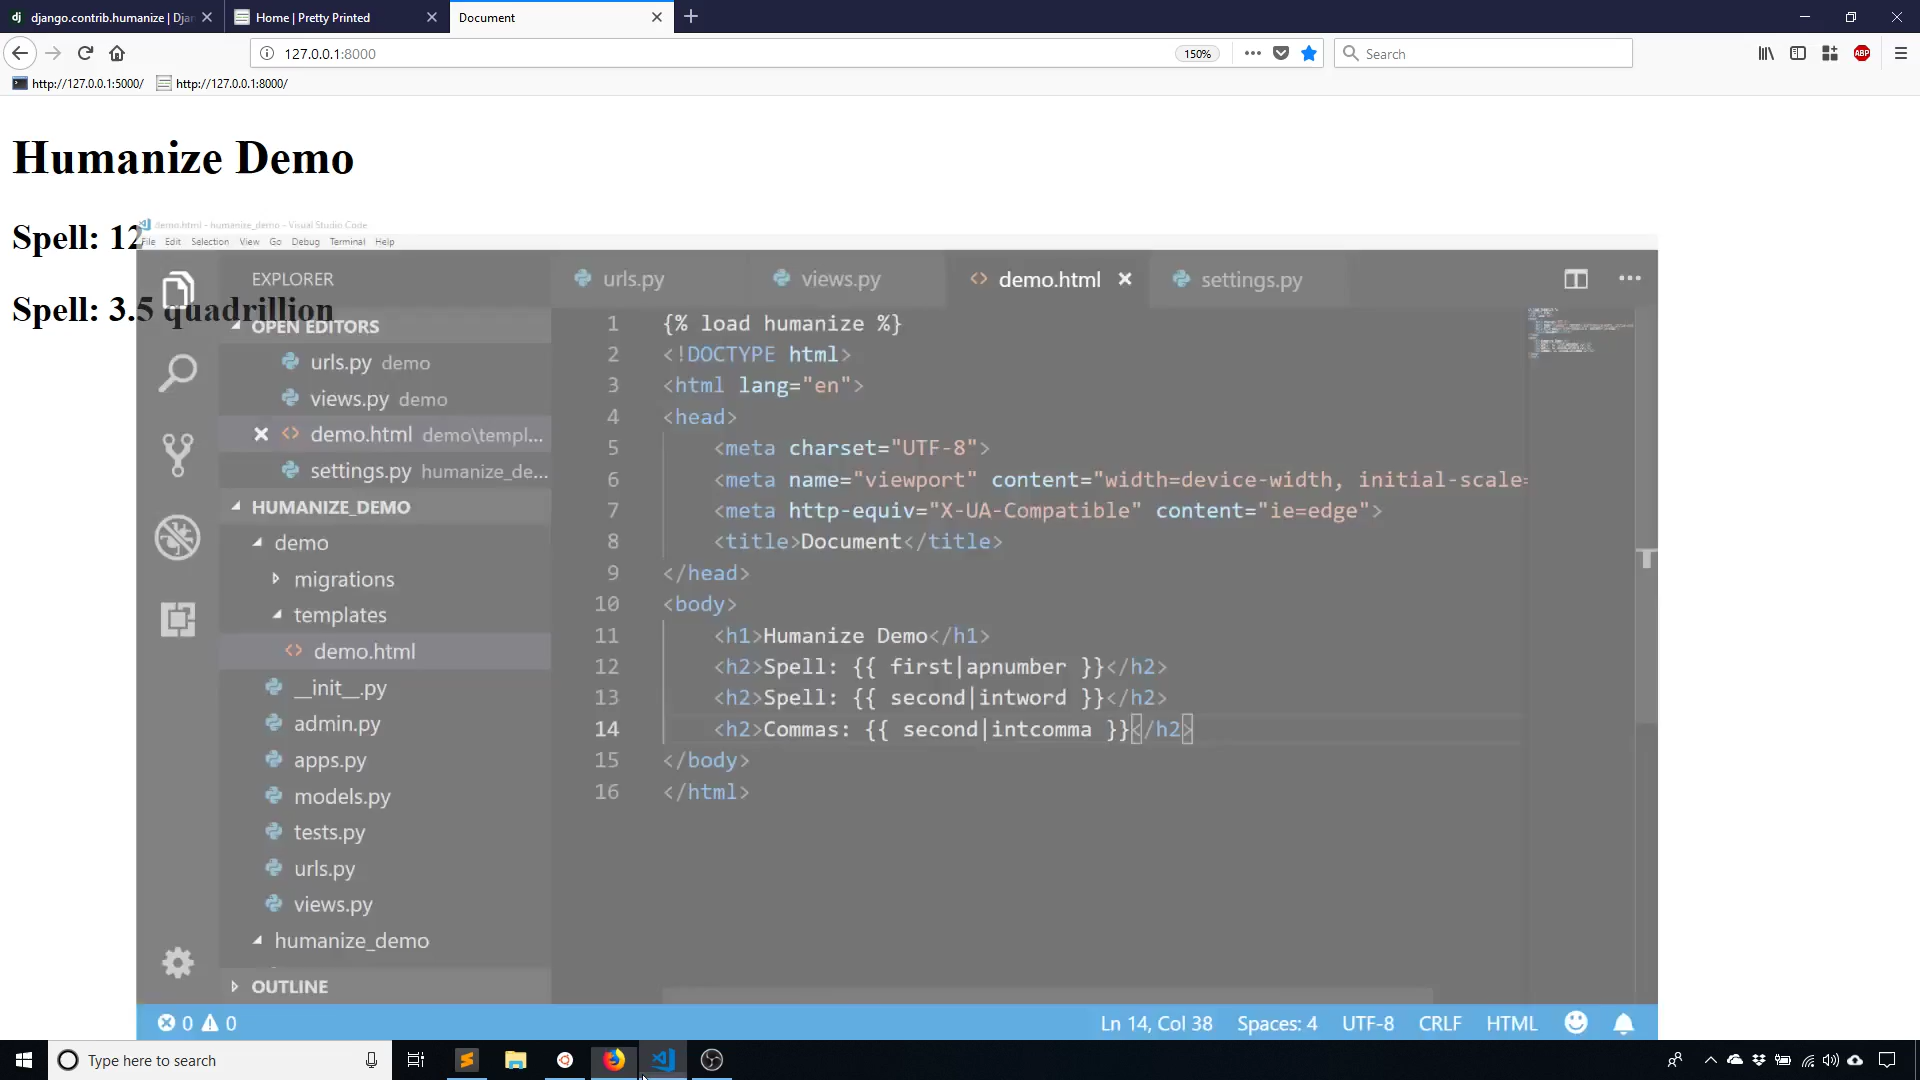 django.contrib.humanize | Djan
Home | Pretty Printed
Document
127.0.0.1:8000
150%
Search
http://127.0.0.1:5000/
http://127.0.0.1:8000/
Humanize Demo
Spell: 12
Spell: 3.5 quadrillion
demo.html - humanize_demo - Visual Studio Code
File Edit Selection View Go Debug Terminal Help
EXPLORER
OPEN EDITORS
urls.py demo
views.py demo
demo.html demo\templ...
settings.py humanize_de...
HUMANIZE_DEMO
demo
migrations
templates
demo.html
__init__.py
admin.py
apps.py
models.py
tests.py
urls.py
views.py
humanize_demo
OUTLINE
urls.py
views.py
demo.html
settings.py
1 {% load humanize %}
2 <!DOCTYPE html>
3 <html lang="en">
4 <head>
5 <meta charset="UTF-8">
6 <meta name="viewport" content="width=device-width, initial-scale=
7 <meta http-equiv="X-UA-Compatible" content="ie=edge">
8 <title>Document</title>
9 </head>
10 <body>
11 <h1>Humanize Demo</h1>
12 <h2>Spell: {{ first|apnumber }}</h2>
13 <h2>Spell: {{ second|intword }}</h2>
14 <h2>Commas: {{ second|intcomma }}</h2>
15 </body>
16 </html>
0 0
Ln 14, Col 38
Spaces: 4
UTF-8
CRLF
HTML
Type here to search